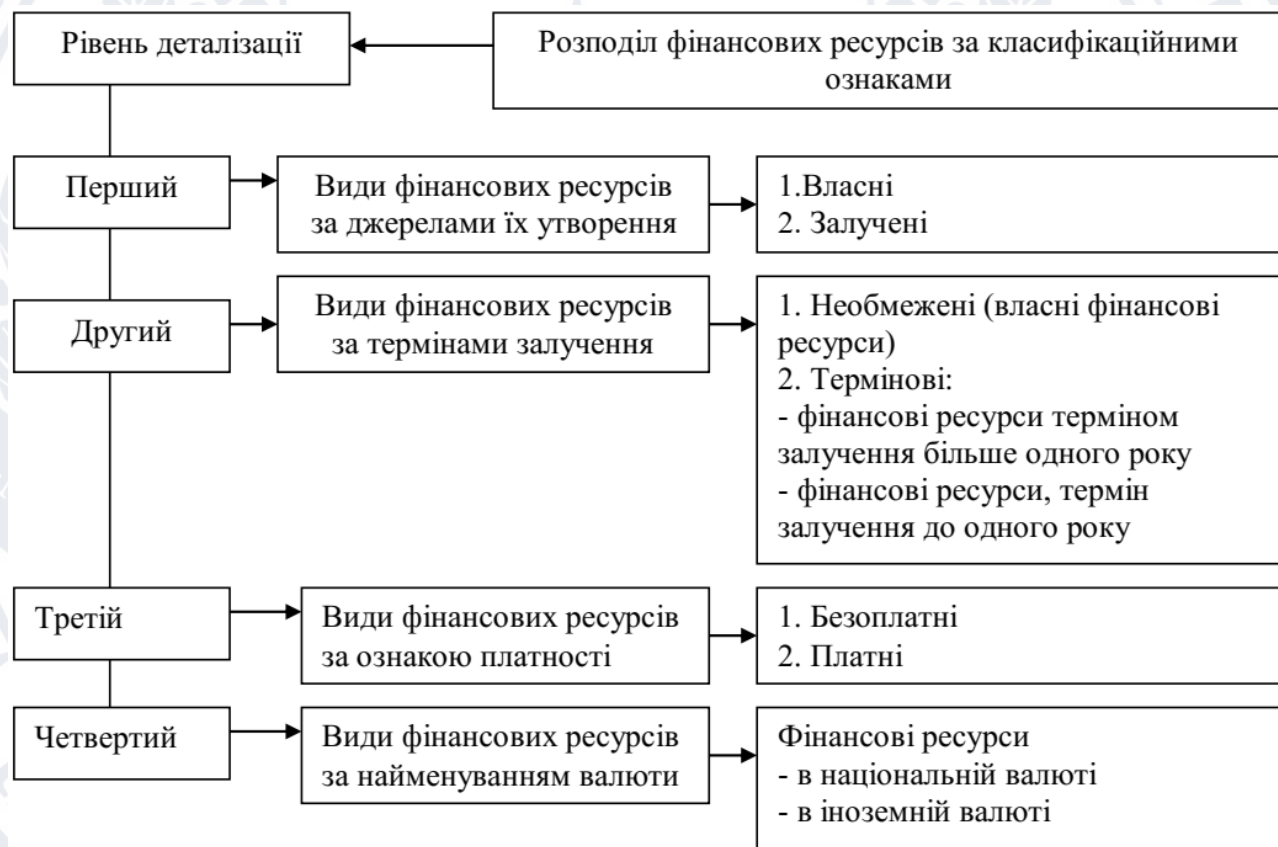 Рівень деталізації
Розподіл фінансових ресурсів за класифікаційними
ознаками
Перший
Види фінансових ресурсів
за джерелами їх утворення
1.Власні
2. Залучені
Другий
Види фінансових ресурсів
за термінами залучення
1. Необмежені (власні фінансові
ресурси)
2. Термінові:
- фінансові ресурси терміном
залучення більше одного року
- фінансові ресурси, термін
залучення до одного року
Третій
Види фінансових ресурсів
за ознакою платності
1. Безоплатні
2. Платні
Четвертий
Види фінансових ресурсів
за найменуванням валюти
Фінансові ресурси
- в національній валюті
- в іноземній валюті